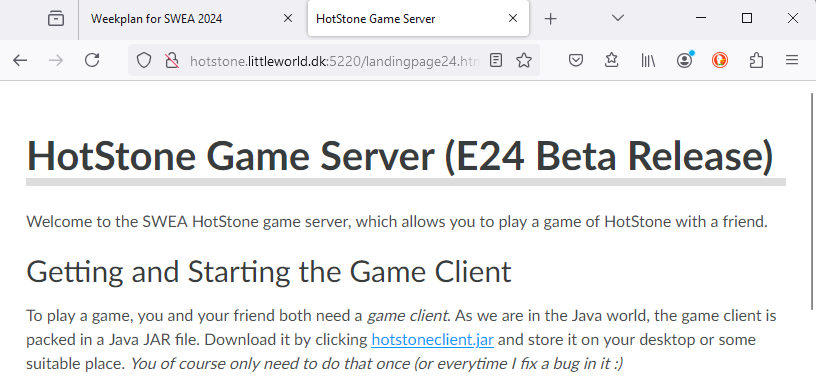 Weekplan for SWEA 2024
HotStone Game Server
hotstone.littleworld.dk:5220/landingpage24.htm
HotStone Game Server (E24 Beta Release)
Welcome to the SWEA HotStone game server, which allows you to play a game of HotStone with a friend.
Getting and Starting the Game Client
To play a game, you and your friend both need a game client. As we are in the Java world, the game client is
packed in a Java JAR file. Download it by clicking hotstoneclient.jar and store it on your desktop or some
suitable place. You of course only need to do that once (or everytime I fix a bug in it :)